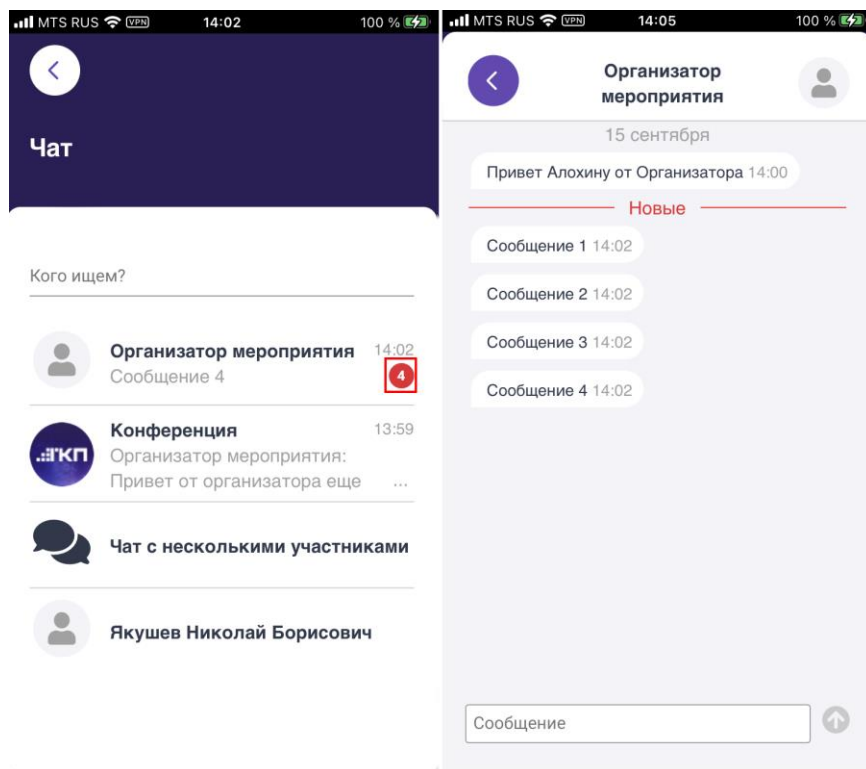 MTS RUS VPN 14:02 100 %
Чат
Кого ищем?
Организатор мероприятия 14:02
Сообщение 4 4
Конференция 13:59
Организатор мероприятия:
Привет от организатора еще ...
ГКП
Чат с несколькими участниками
Якушев Николай Борисович
MTS RUS VPN 14:05 100 %
Организатор
мероприятия
15 сентября
Привет Алохину от Организатора 14:00
Новые
Сообщение 1 14:02
Сообщение 2 14:02
Сообщение 3 14:02
Сообщение 4 14:02
Сообщение